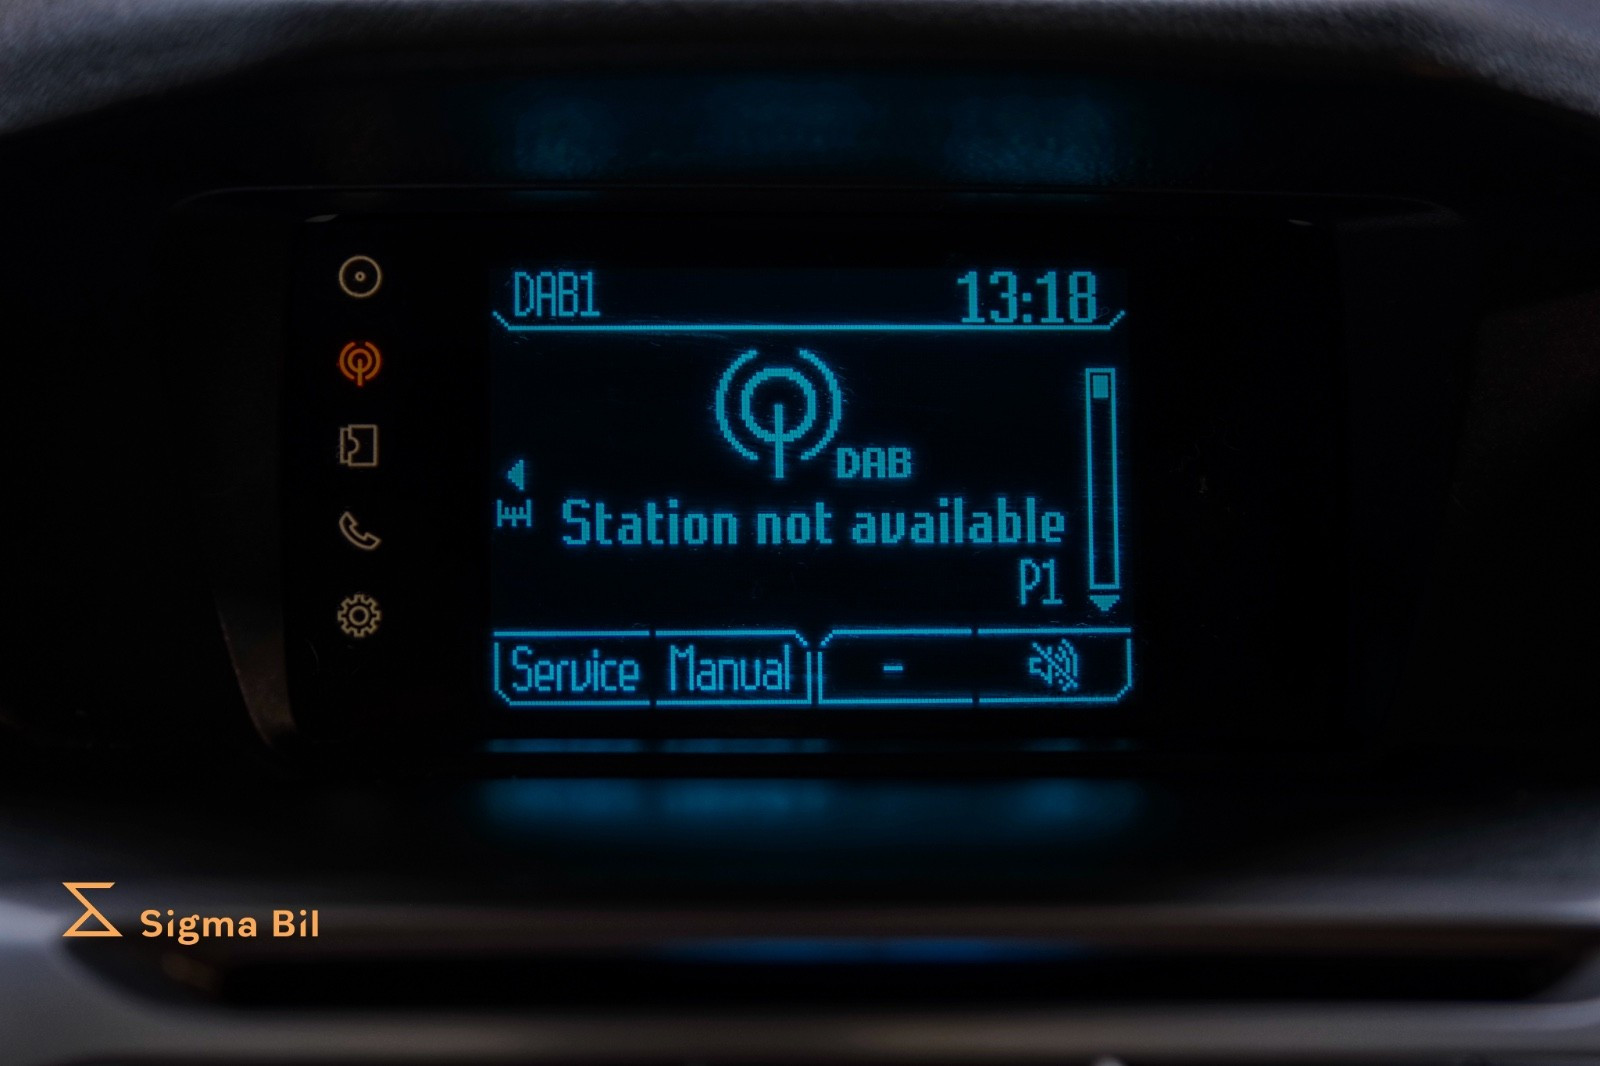 DAB1 13:18
DAB
Station not available
P1
Service Manual -
Sigma Bil